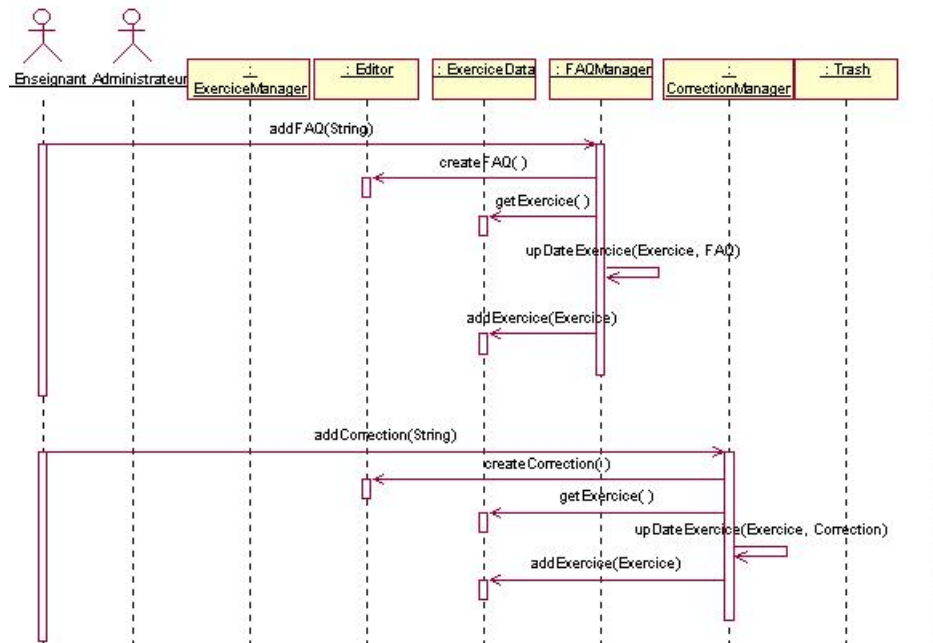 Enseignant Administrateur
:
ExerciceManager
: Editor
: ExerciceData
: FAQManager
:
CorrectionManager
: Trash
addFAQ(String)
createFAQ( )
getExercice( )
upDateExercice(Exercice, FAQ)
addExercice(Exercice)
addCorrection(String)
createCorrection( )
getExercice( )
upDateExercice(Exercice, Correction)
addExercice(Exercice)